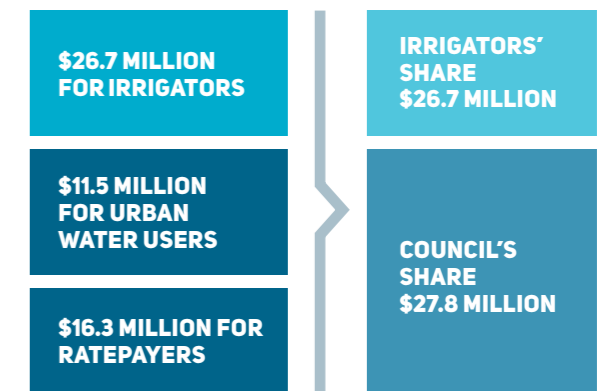 $26.7 MILLION
FOR IRRIGATORS
$11.5 MILLION
FOR URBAN
WATER USERS
$16.3 MILLION FOR
RATEPAYERS
IRRIGATORS’
SHARE
$26.7 MILLION
COUNCIL’S
SHARE
$27.8 MILLION